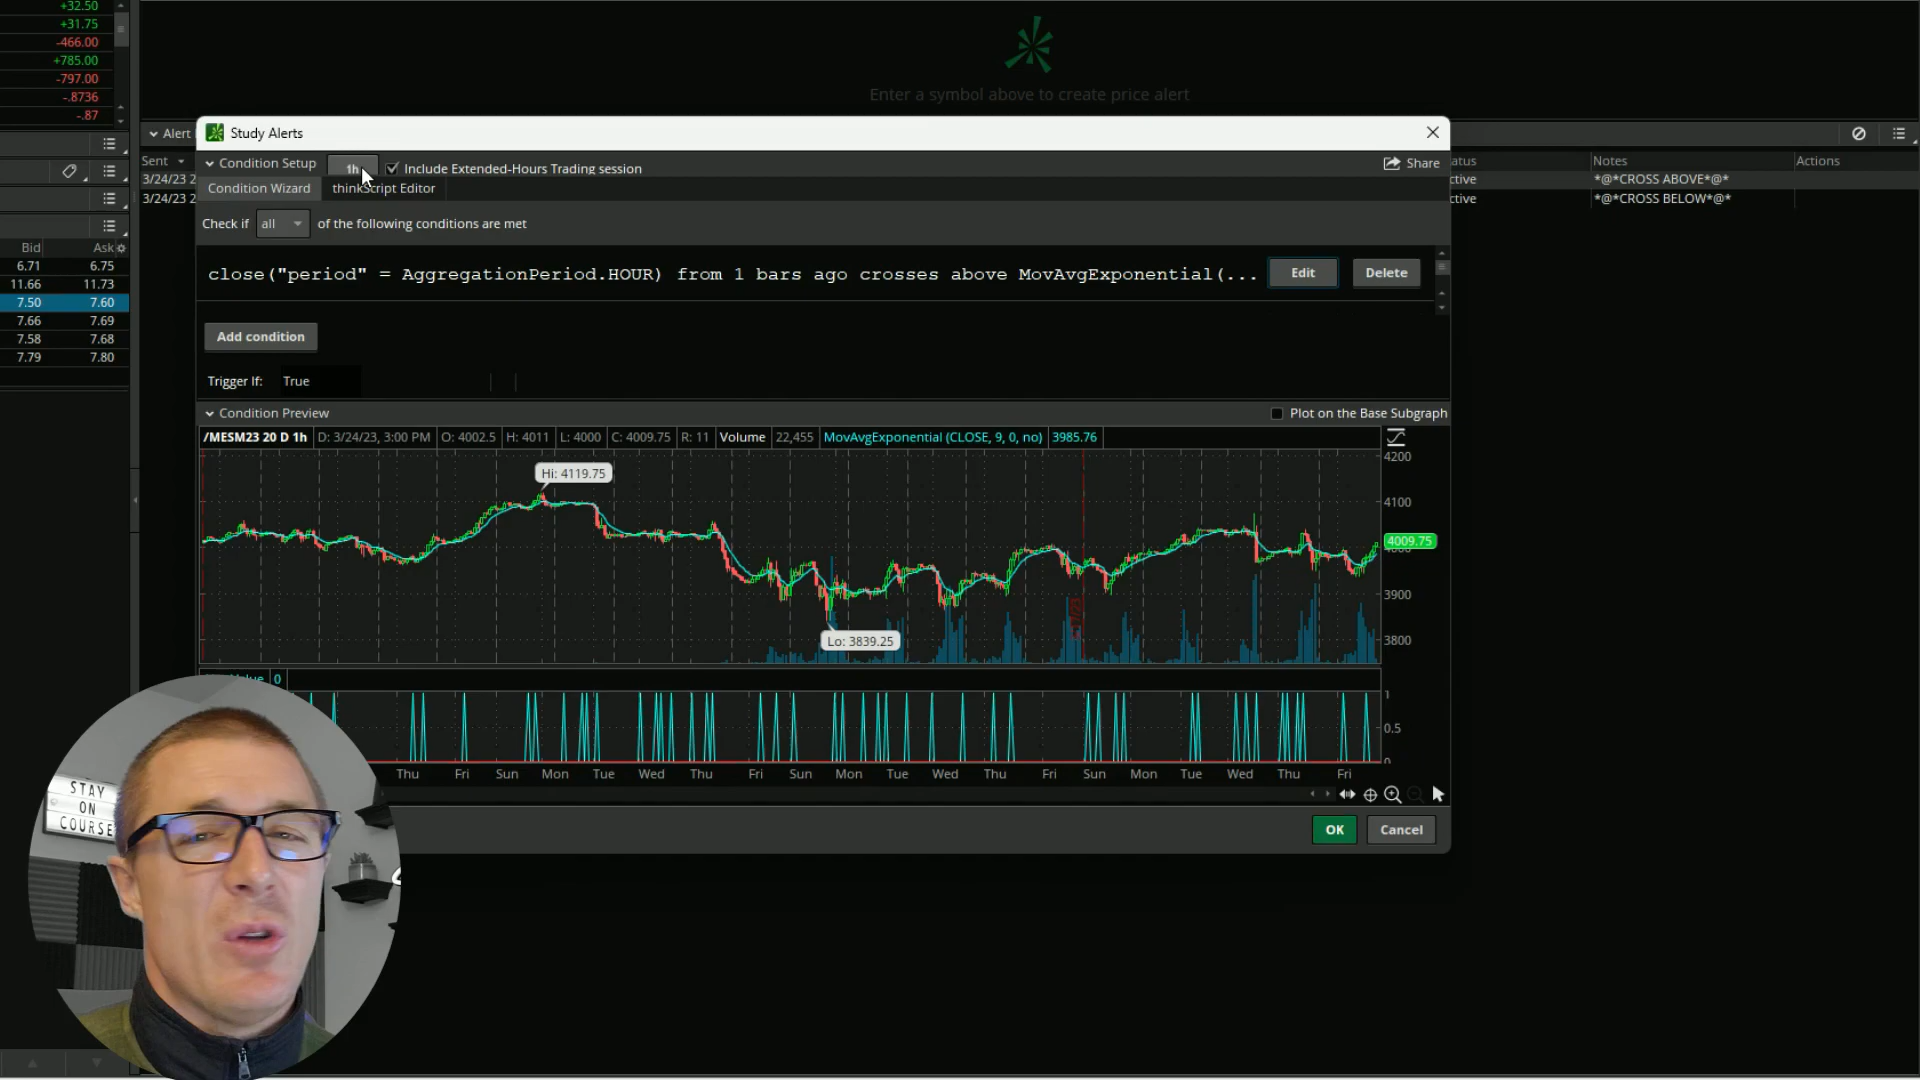 +32.50
+31.75
-466.00
+785.00
-797.00
-.8736
-.87
Enter a symbol above to create price alert
Alert
Study Alerts
Sent
Condition Setup
1h
Include Extended-Hours Trading session
Share
Notes
Actions
3/24/23 2
*@*CROSS ABOVE*@*
Condition Wizard
thinkScript Editor
3/24/23 2
*@*CROSS BELOW*@*
Check if all of the following conditions are met
Bid Ask
6.71 6.75
11.66 11.73
7.50 7.60
7.66 7.69
7.58 7.68
7.79 7.80
close("period" = AggregationPeriod.HOUR) from 1 bars ago crosses above MovAvgExponential(...
Edit
Delete
Add condition
Trigger If: True
Condition Preview
Plot on the Base Subgraph
/MESM23 20 D 1h D: 3/24/23, 3:00 PM O: 4002.5 H: 4011 L: 4000 C: 4009.75 R: 11 Volume 22,455 MovAvgExponential (CLOSE, 9, 0, no) 3985.76
4200
Hi: 4119.75
4100
4009.75
3900
Lo: 3839.25
3800
0
1
0.5
0
Thu Fri Sun Mon Tue Wed Thu Fri Sun Mon Tue Wed Thu Fri Sun Mon Tue Wed Thu Fri
OK
Cancel
STAY
ON
COURSE